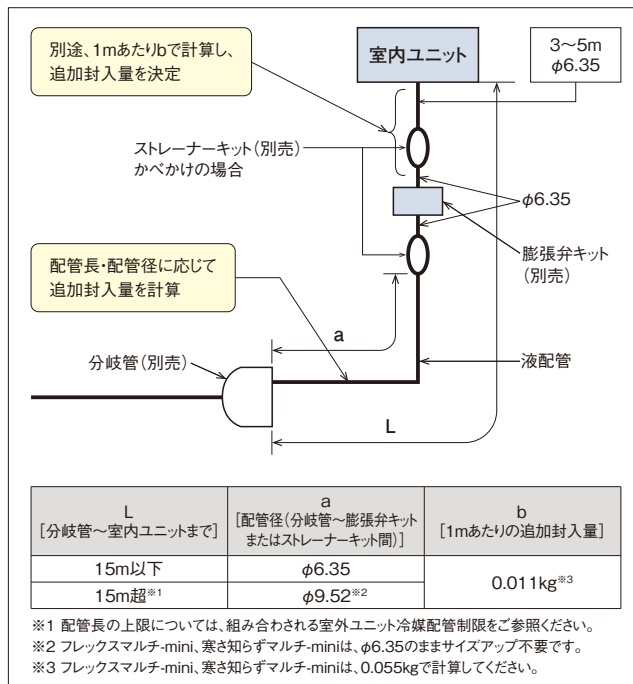 別途、1mあたりbで計算し、
追加封入量を決定
室内ユニット
3～5m
φ6.35
ストレーナーキット(別売)
かべかけの場合
φ6.35
膨張弁キット
(別売)
配管長・配管径に応じて
追加封入量を計算
a
分岐管(別売)
液配管
L
L
[分岐管～室内ユニットまで]
a
[配管径(分岐管～膨張弁キット
またはストレーナーキット間)]
b
[1mあたりの追加封入量]
15m以下
φ6.35
0.011kg※3
15m超※1
φ9.52※2
※1 配管長の上限については、組み合わされる室外ユニット冷媒配管制限をご参照ください。
※2 フレックスマルチ-mini、寒さ知らずマルチ-miniは、φ6.35のままサイズアップ不要です。
※3 フレックスマルチ-mini、寒さ知らずマルチ-miniは、0.055kgで計算してください。